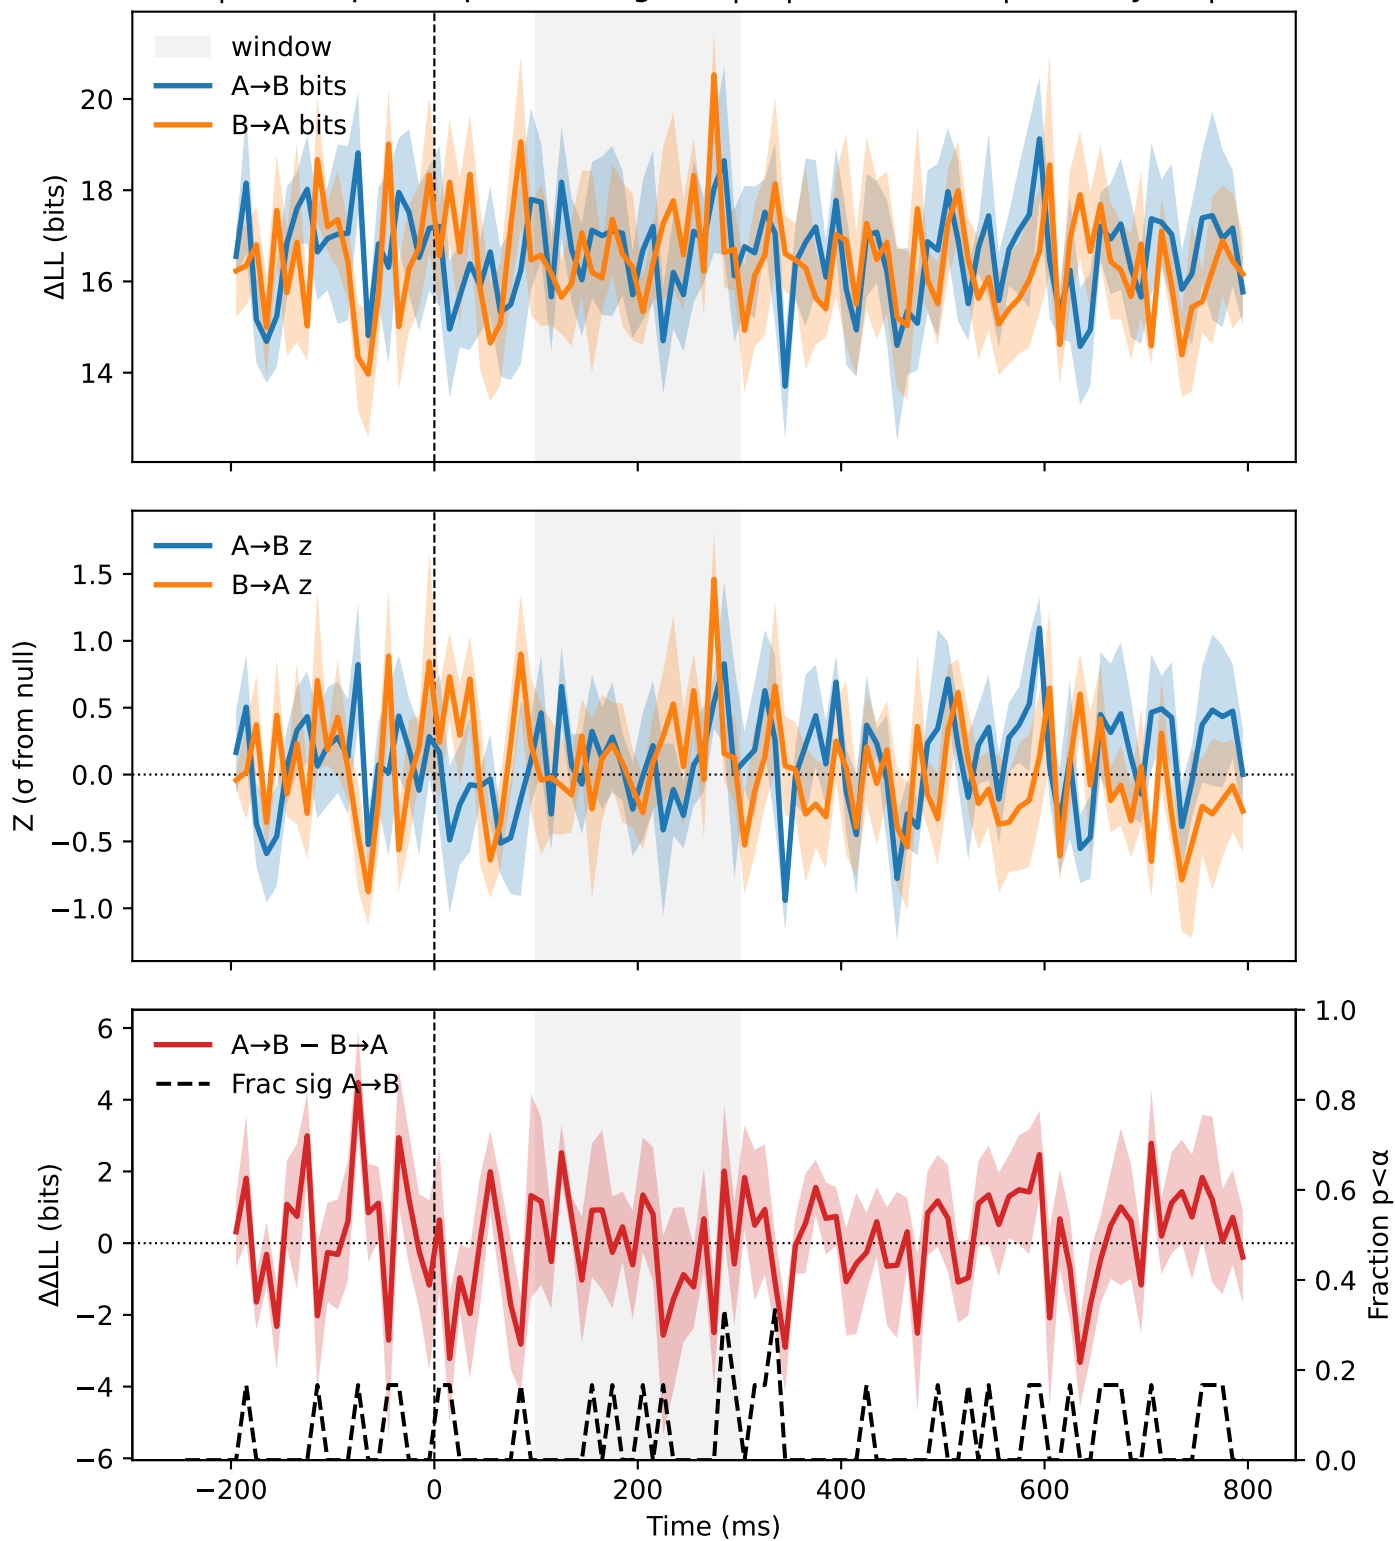 window
A→B bits
B→A bits
ΔLL (bits)
20
18
16
14
A→B z
B→A z
Z (σ from null)
1.5
1.0
0.5
0.0
−0.5
−1.0
A→B − B→A
Frac sig A→B
ΔΔLL (bits)
6
4
2
0
−2
−4
−6
1.0
0.8
0.6
0.4
0.2
0.0
Fraction p<α
−200 0 200 400 600 800
Time (ms)